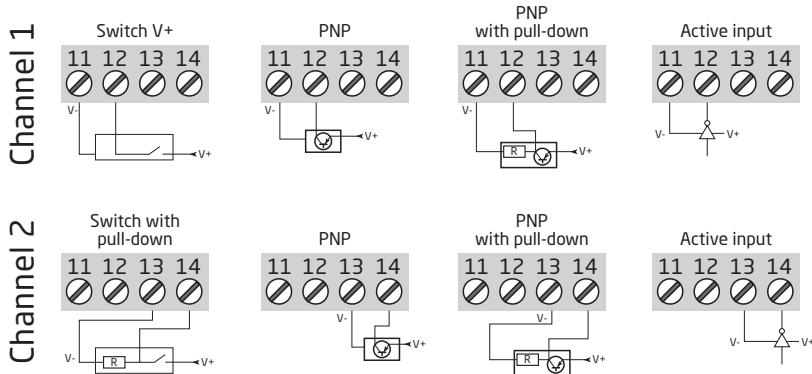 Channel 1
Switch V+
11 12 13 14
V-
V+
PNP
11 12 13 14
V-
V+
PNP
with pull-down
11 12 13 14
V-
R
V+
Active input
11 12 13 14
V-
V+
Channel 2
Switch with
pull-down
11 12 13 14
V-
R
V+
PNP
11 12 13 14
V-
V+
PNP
with pull-down
11 12 13 14
V-
R
V+
Active input
11 12 13 14
V-
V+